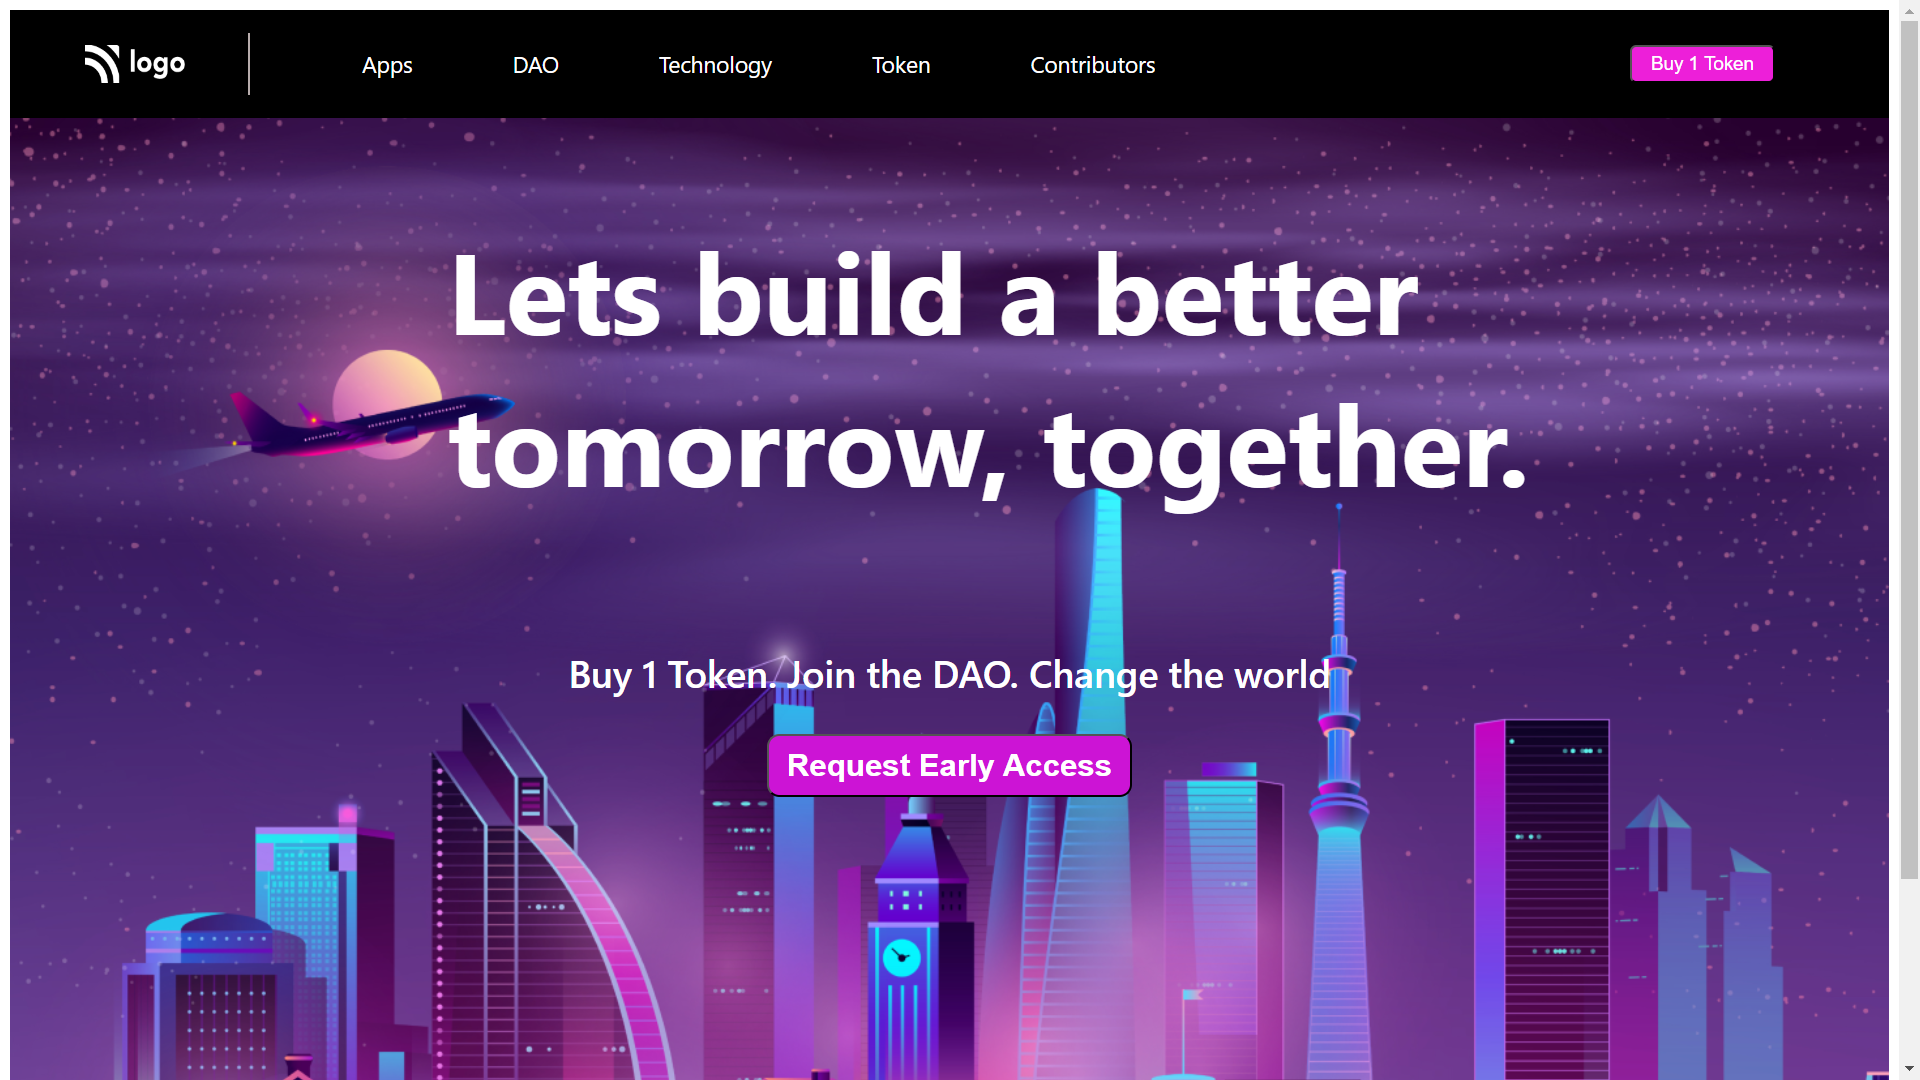 logo
Apps
DAO
Technology
Token
Contributors
Buy 1 Token
Lets build a better
tomorrow, together.
Buy 1 Token. Join the DAO. Change the world
Request Early Access